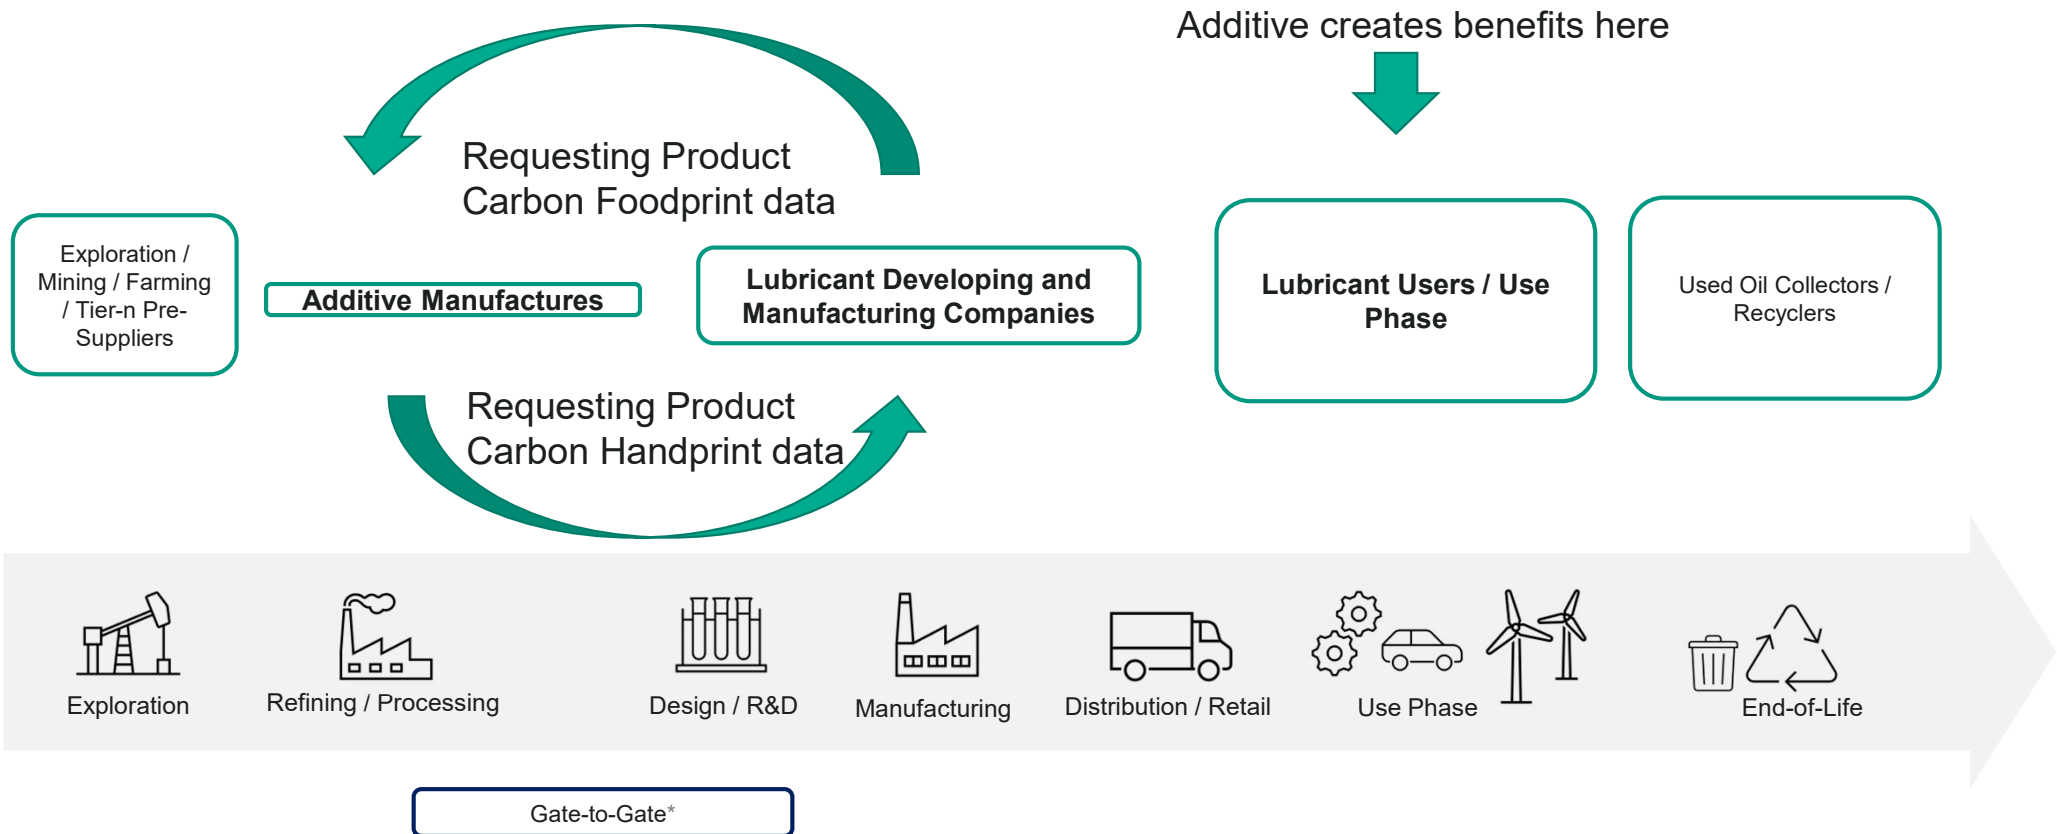 Additive creates benefits here
Requesting Product
Carbon Foodprint data
Exploration /
Mining / Farming
/ Tier-n Pre-
Suppliers
Additive Manufactures
Lubricant Developing and
Manufacturing Companies
Lubricant Users / Use
Phase
Used Oil Collectors /
Recyclers
Requesting Product
Carbon Handprint data
Exploration
Refining / Processing
Design / R&D
Manufacturing
Distribution / Retail
Use Phase
End-of-Life
Gate-to-Gate*